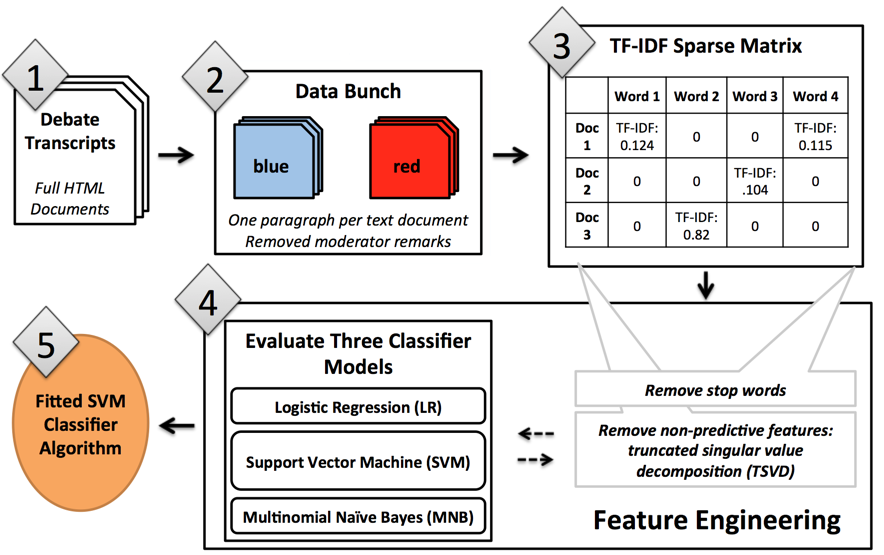 1
Debate
Transcripts
Full HTML
Documents
2
Data Bunch
blue
red
One paragraph per text document
Removed moderator remarks
3
TF-IDF Sparse Matrix
Word 1 Word 2 Word 3 Word 4
Doc 1 TF-IDF: 0.124 0 0 TF-IDF: 0.115
Doc 2 0 0 TF-IDF: .104 0
Doc 3 0 TF-IDF: 0.82 0 0
4
Evaluate Three Classifier
Models
Logistic Regression (LR)
Support Vector Machine (SVM)
Multinomial Naïve Bayes (MNB)
Remove stop words
Remove non-predictive features:
truncated singular value
decomposition (TSVD)
Feature Engineering
5
Fitted SVM
Classifier
Algorithm